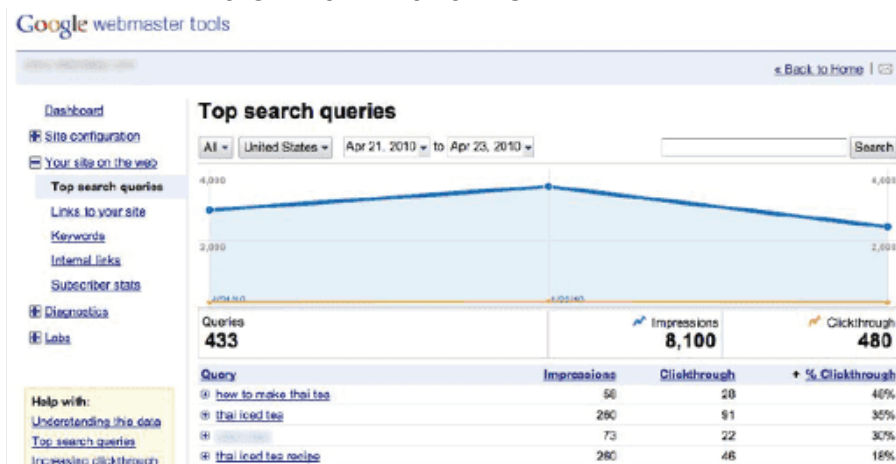 Google webmaster tools
« Back to Home
Dashboard
Site configuration
Your site on the web
Top search queries
Links to your site
Keywords
Internal links
Subscriber stats
Diagnostics
Labs
Help with:
Understanding this data
Top search queries
Increasing clickthrough
Top search queries
All United States Apr 21, 2010 to Apr 23, 2010 Search
4,000 4,000
2,000 2,000
Queries Impressions Clickthrough
433 8,100 480
Query Impressions Clickthrough % Clickthrough
how to make thai tea 28
thai iced tea 260 91 35%
73 22 30%
thai iced tea recipe 260 46 18%